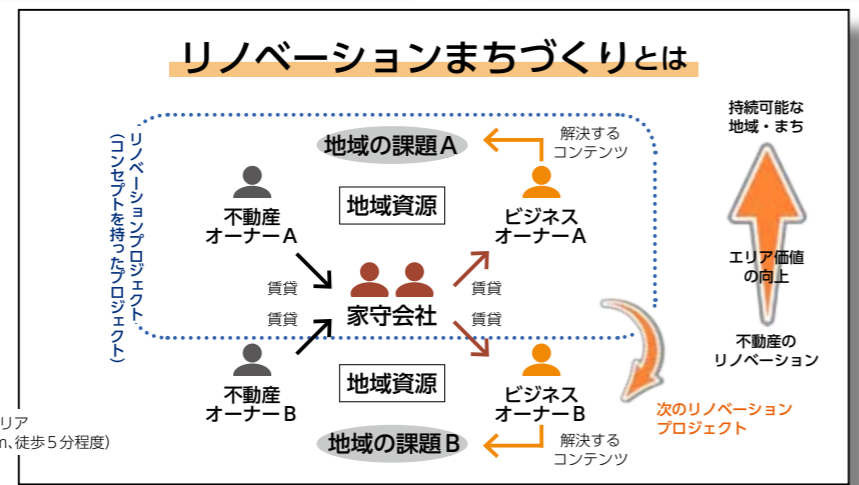 リノベーションまちづくりとは
リノベーションプロジェクト
(コンセプトを持ったプロジェクト)
地域の課題A
解決する
コンテンツ
不動産
オーナーA
地域資源
ビジネス
オーナーA
賃貸
賃貸
家守会社
賃貸
賃貸
不動産
オーナーB
地域資源
ビジネス
オーナーB
地域の課題B
解決する
コンテンツ
持続可能な
地域・まち
エリア価値
の向上
不動産の
リノベーション
次のリノベーション
プロジェクト
リア
m、徒歩5分程度)